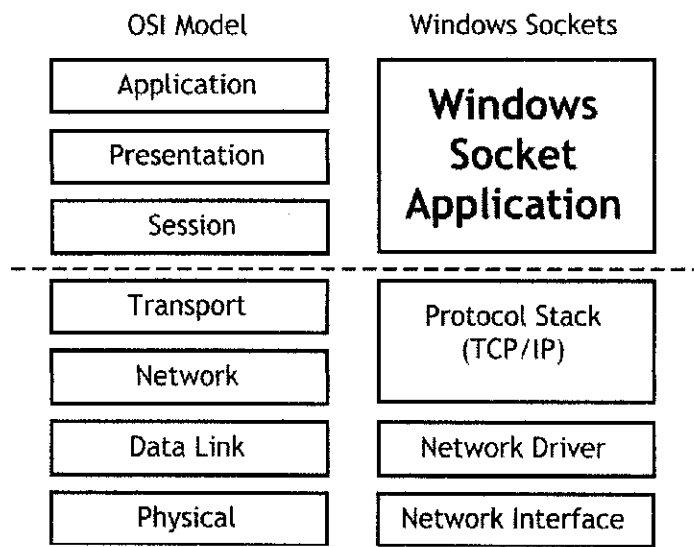 OSI Model
Windows Sockets
Application
Presentation
Session
Transport
Network
Data Link
Physical
Windows
Socket
Application
Protocol Stack
(TCP/IP)
Network Driver
Network Interface